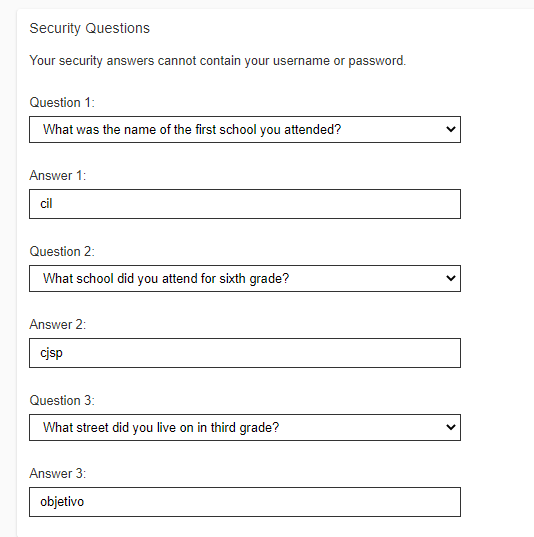 Security Questions
Your security answers cannot contain your username or password.
Question 1:
What was the name of the first school you attended?
Answer 1:
cil
Question 2:
What school did you attend for sixth grade?
Answer 2:
cjsp
Question 3:
What street did you live on in third grade?
Answer 3:
objetivo